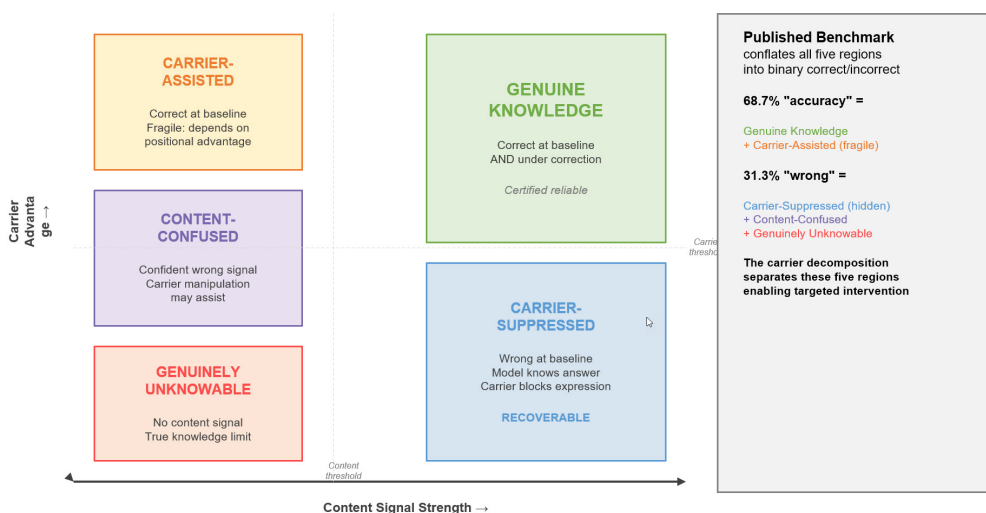 CARRIER-
ASSISTED
Correct at baseline
Fragile: depends on
positional advantage
GENUINE
KNOWLEDGE
Correct at baseline
AND under correction
Certified reliable
CONTENT-
CONFUSED
Confident wrong signal
Carrier manipulation
may assist
CARRIER-
SUPPRESSED
Wrong at baseline
Model knows answer
Carrier blocks expression
RECOVERABLE
GENUINELY
UNKNOWABLE
No content signal
True knowledge limit
Carrier
Advanta
ge →
Content
threshold
Content Signal Strength →
Published Benchmark
conflates all five regions
into binary correct/incorrect
68.7% "accuracy" =
Genuine Knowledge
+ Carrier-Assisted (fragile)
31.3% "wrong" =
Carrier-Suppressed (hidden)
+ Content-Confused
+ Genuinely Unknowable
The carrier decomposition
separates these five regions
enabling targeted intervention